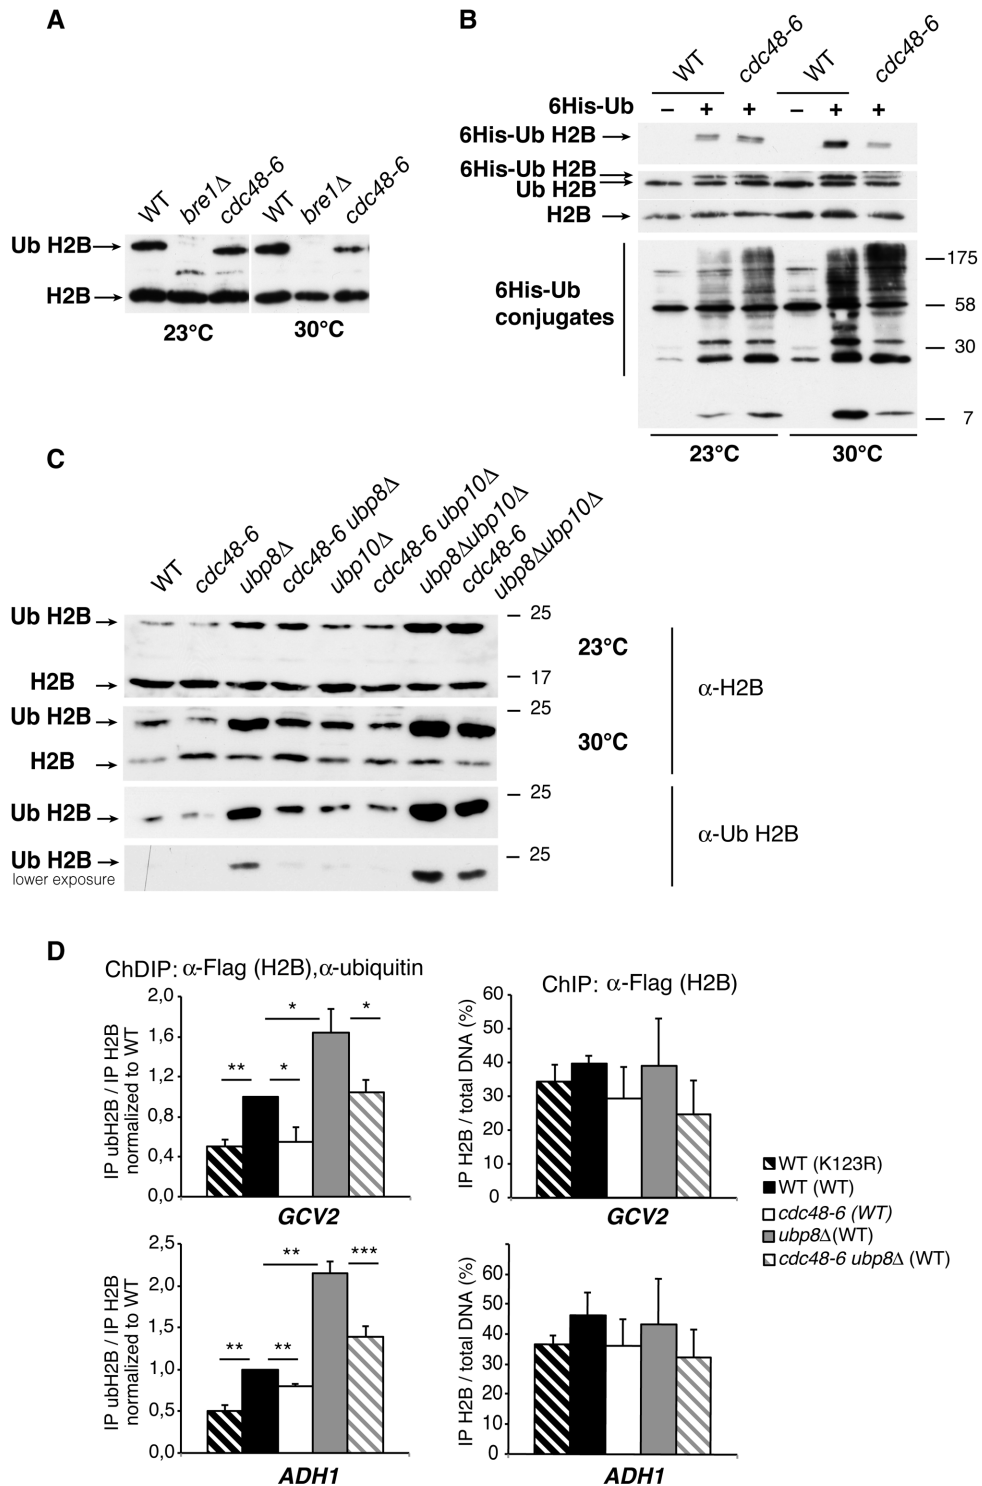 A
WT
bre1Δ
cdc48-6
WT
bre1Δ
cdc48-6
Ub H2B
H2B
23°C
30°C
B
WT
cdc48-6
WT
cdc48-6
6His-Ub – + + – + +
6His-Ub H2B
6His-Ub H2B
Ub H2B
H2B
6His-Ub
conjugates
175
58
30
7
23°C
30°C
C
WT
cdc48-6
ubp8Δ
cdc48-6 ubp8Δ
ubp10Δ
cdc48-6 ubp10Δ
ubp8Δubp10Δ
cdc48-6
ubp8Δubp10Δ
Ub H2B
25
23°C
H2B
17
α-H2B
Ub H2B
25
30°C
H2B
Ub H2B
25
α-Ub H2B
Ub H2B
25
lower exposure
D
ChDIP: α-Flag (H2B),α-ubiquitin
IP ubH2B / IP H2B
normalized to WT
2,0
1,6
1,2
0,8
0,4
0,0
** * * *
GCV2
ChIP: α-Flag (H2B)
IP H2B / total DNA (%)
60
50
40
30
20
10
0
GCV2
WT (K123R)
WT (WT)
cdc48-6 (WT)
ubp8Δ(WT)
cdc48-6 ubp8Δ (WT)
IP ubH2B / IP H2B
normalized to WT
2,5
2,0
1,5
1,0
0,5
0,0
** ** ** ***
ADH1
IP H2B / total DNA (%)
60
50
40
30
20
10
0
ADH1